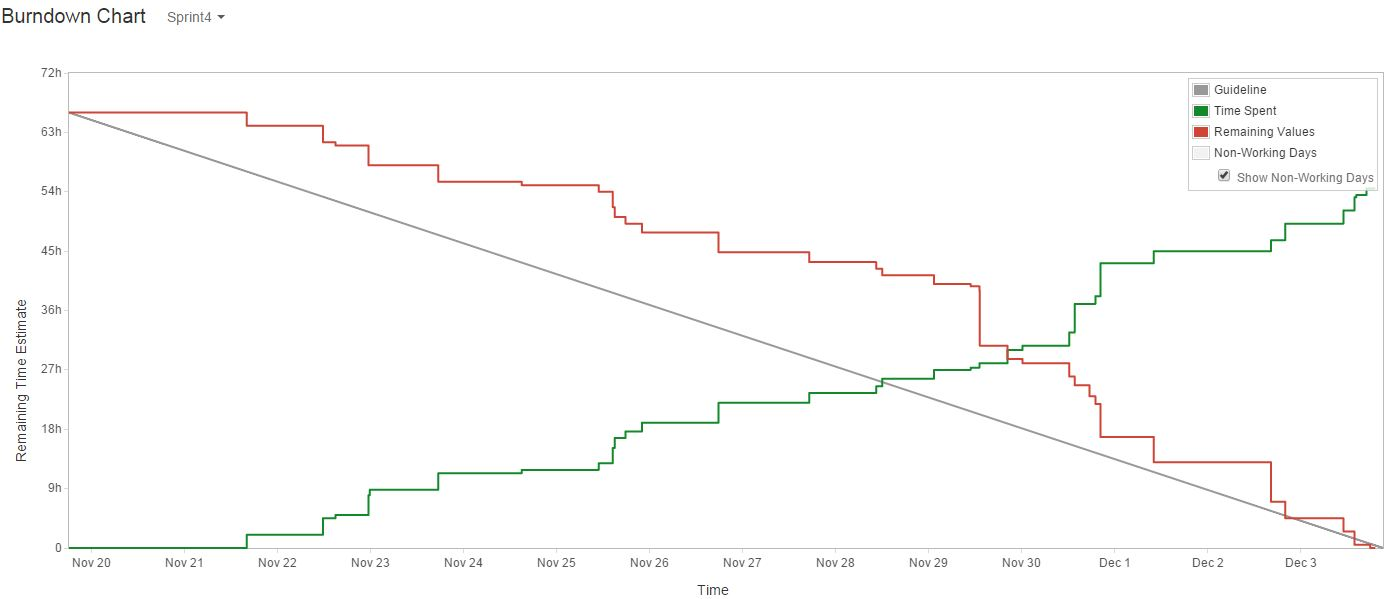 Burndown Chart Sprint4
72h
63h
54h
45h
36h
27h
18h
9h
0
Remaining Time Estimate
Guideline
Time Spent
Remaining Values
Non-Working Days
Show Non-Working Days
Nov 20 Nov 21 Nov 22 Nov 23 Nov 24 Nov 25 Nov 26 Nov 27 Nov 28 Nov 29 Nov 30 Dec 1 Dec 2 Dec 3
Time